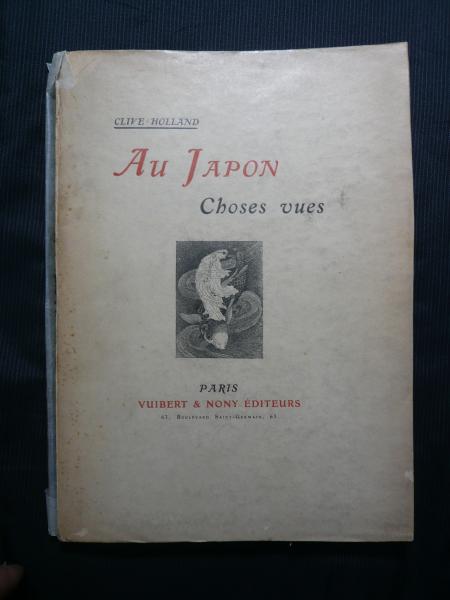 CLIVE-HOLLAND
AU JAPON
Choses vues
PARIS
VUIBERT & NONY ÉDITEURS
63, BOULEVARD SAINT-GERMAIN, 63